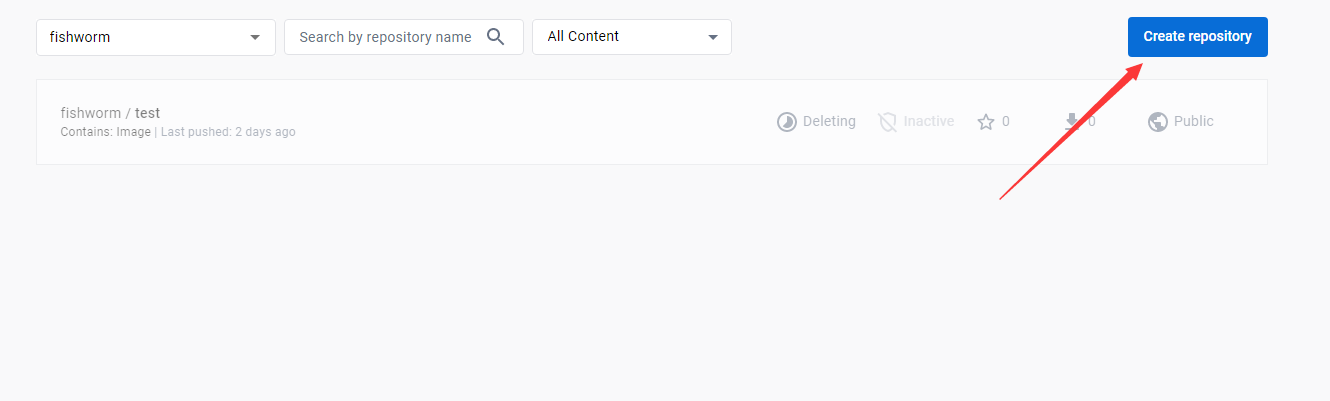 fishworm Search by repository name All Content Create repository
fishworm / test
Contains: Image | Last pushed: 2 days ago
Deleting Inactive 0 0 Public